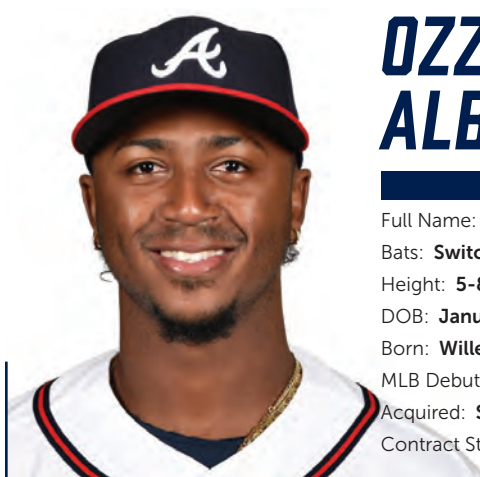 A
OZZ
ALB
Full Name:
Bats: Switc
Height: 5-8
DOB: Janu
Born: Wille
MLB Debut
Acquired: S
Contract St